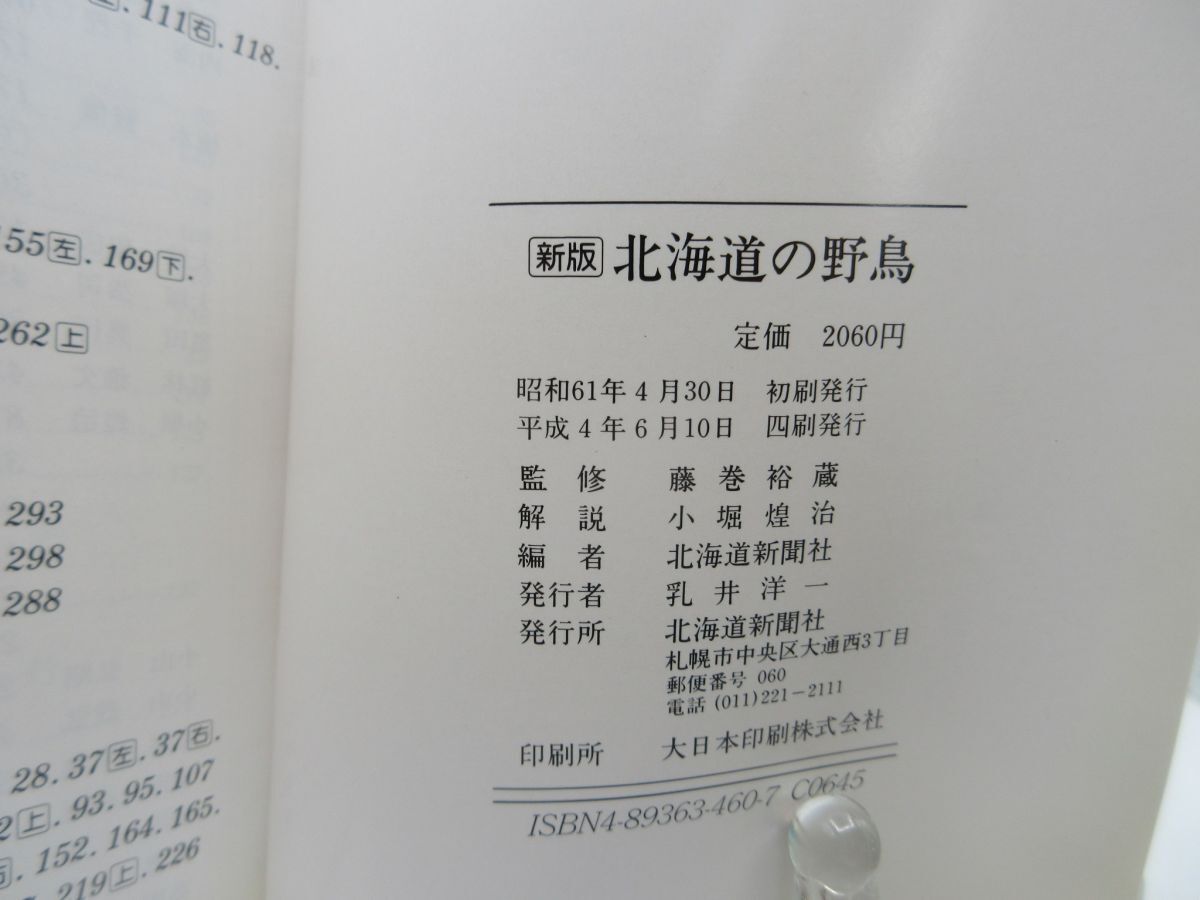 . 111右. 118.
155左. 169下.
262上
293
298
288
28. 37左. 37右.
上. 93. 95. 107
152. 164. 165.
219上. 226
新版 北海道の野鳥
定価 2060円
昭和61年4月30日 初刷発行
平成4年6月10日 四刷発行
監修 藤巻裕蔵
解説 小堀煌治
編者 北海道新聞社
発行者 乳井洋一
発行所 北海道新聞社
札幌市中央区大通西3丁目
郵便番号 060
電話 (011)221-2111
印刷所 大日本印刷株式会社
ISBN4-89363-460-7 C0645